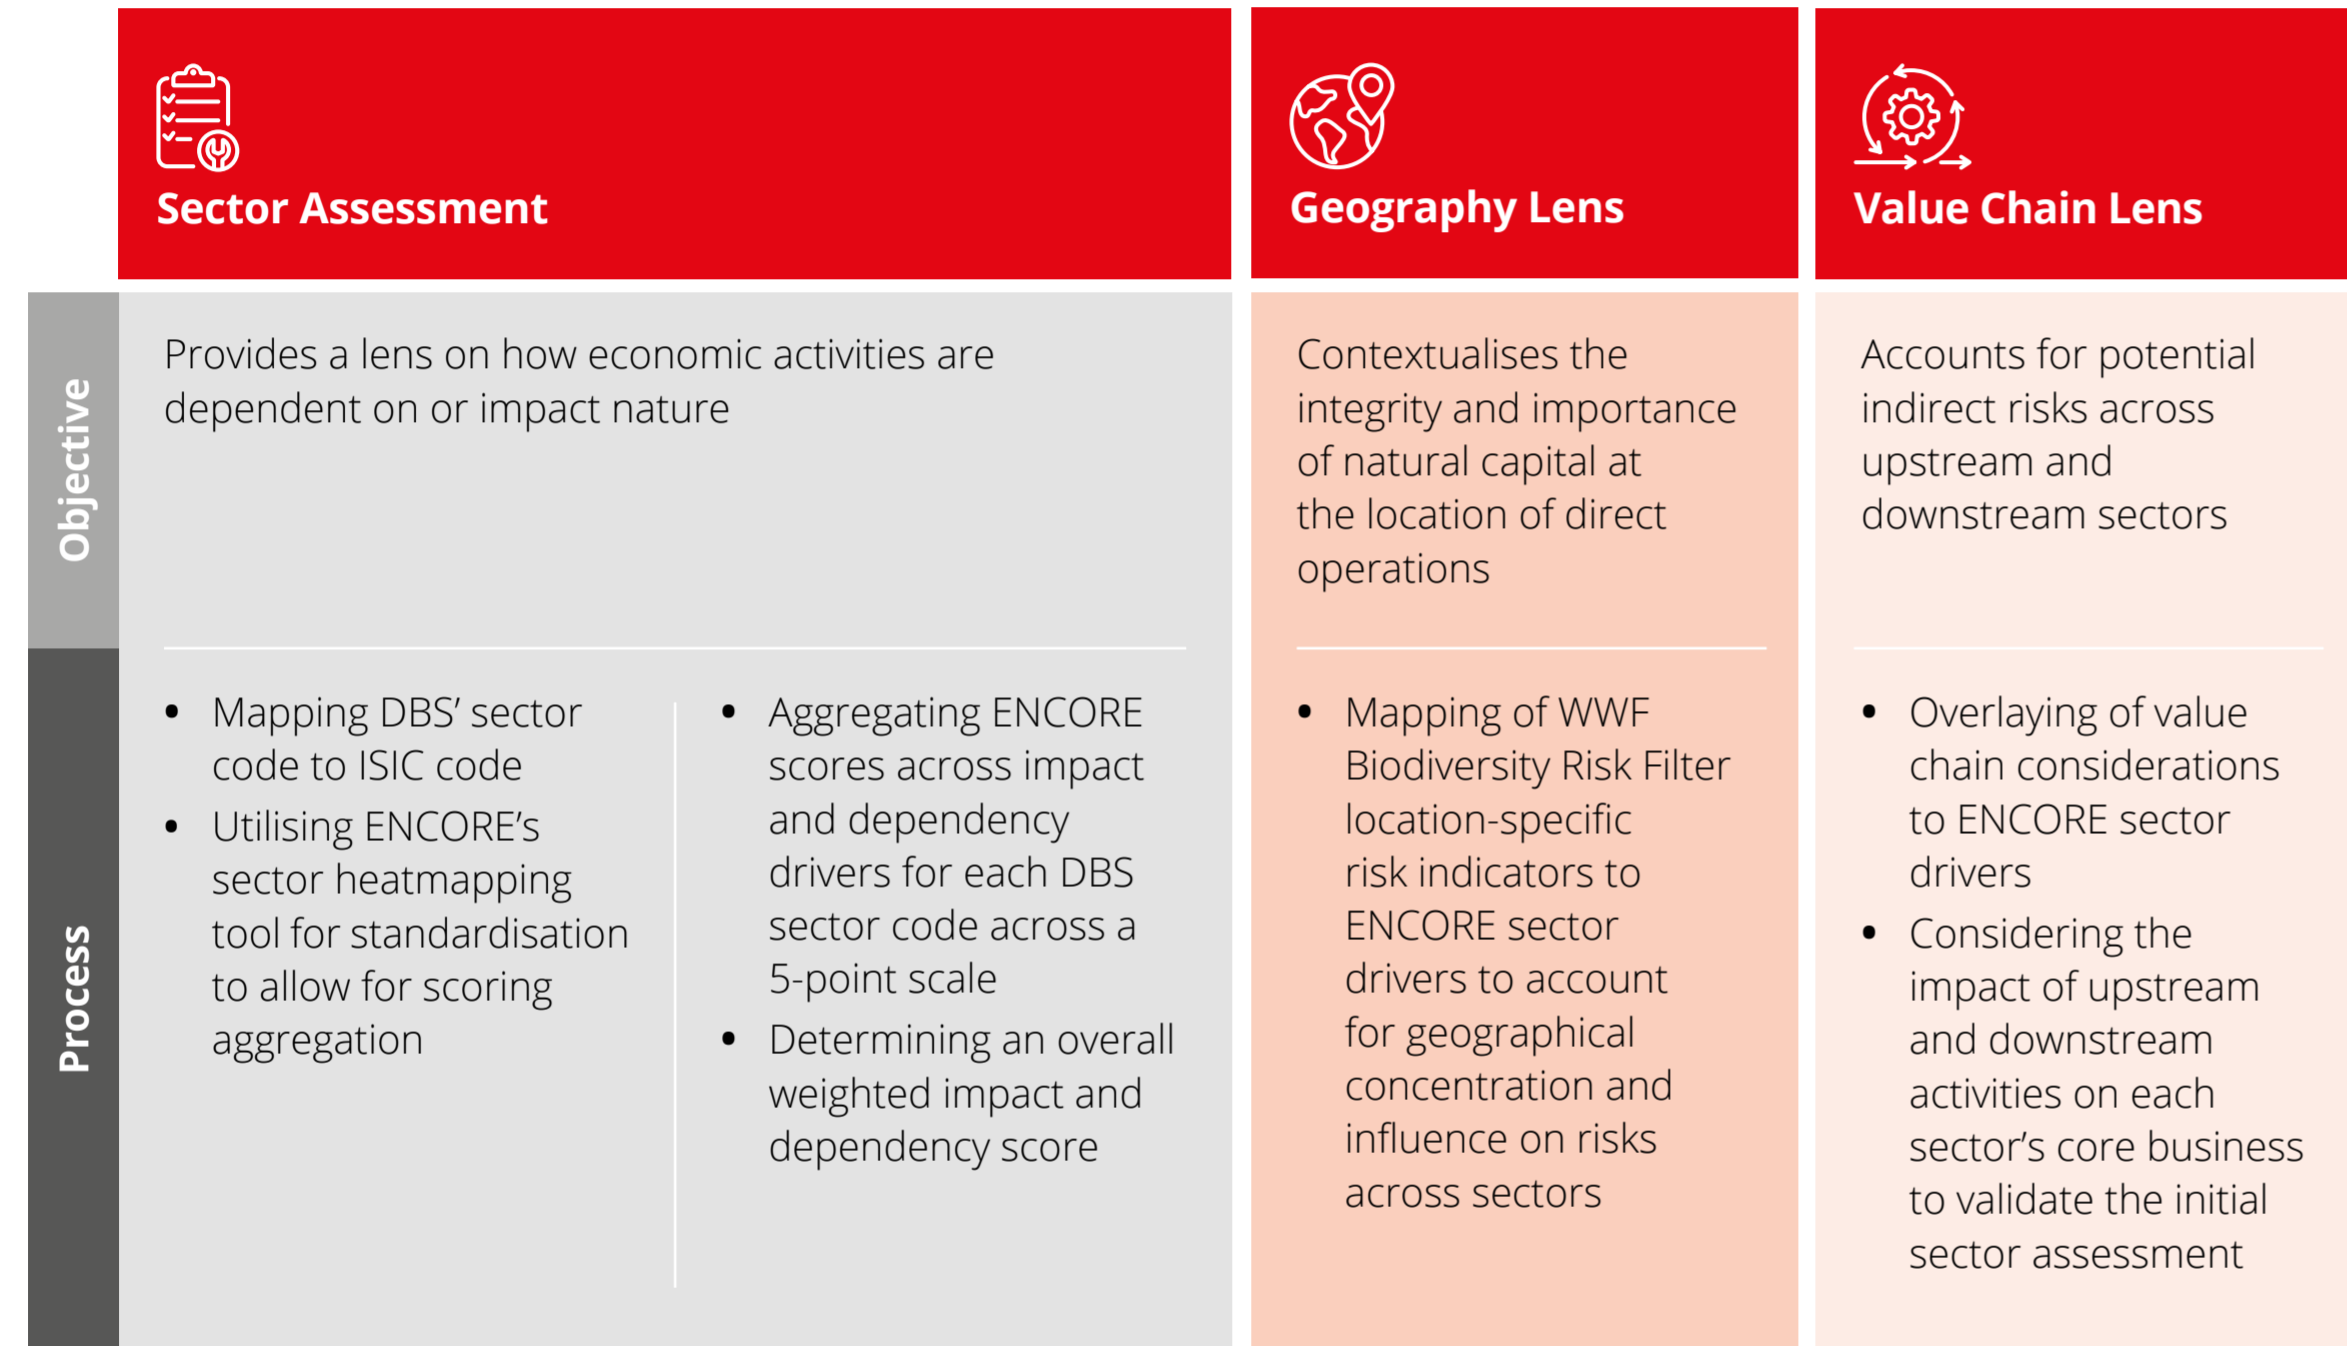 Sector Assessment
Geography Lens
Value Chain Lens
Objective
Provides a lens on how economic activities are
dependent on or impact nature
Contextualises the
integrity and importance
of natural capital at
the location of direct
operations
Accounts for potential
indirect risks across
upstream and
downstream sectors
Process
• Mapping DBS’ sector
code to ISIC code
• Utilising ENCORE’s
sector heatmapping
tool for standardisation
to allow for scoring
aggregation
• Aggregating ENCORE
scores across impact
and dependency
drivers for each DBS
sector code across a
5-point scale
• Determining an overall
weighted impact and
dependency score
• Mapping of WWF
Biodiversity Risk Filter
location-specific
risk indicators to
ENCORE sector
drivers to account
for geographical
concentration and
influence on risks
across sectors
• Overlaying of value
chain considerations
to ENCORE sector
drivers
• Considering the
impact of upstream
and downstream
activities on each
sector’s core business
to validate the initial
sector assessment